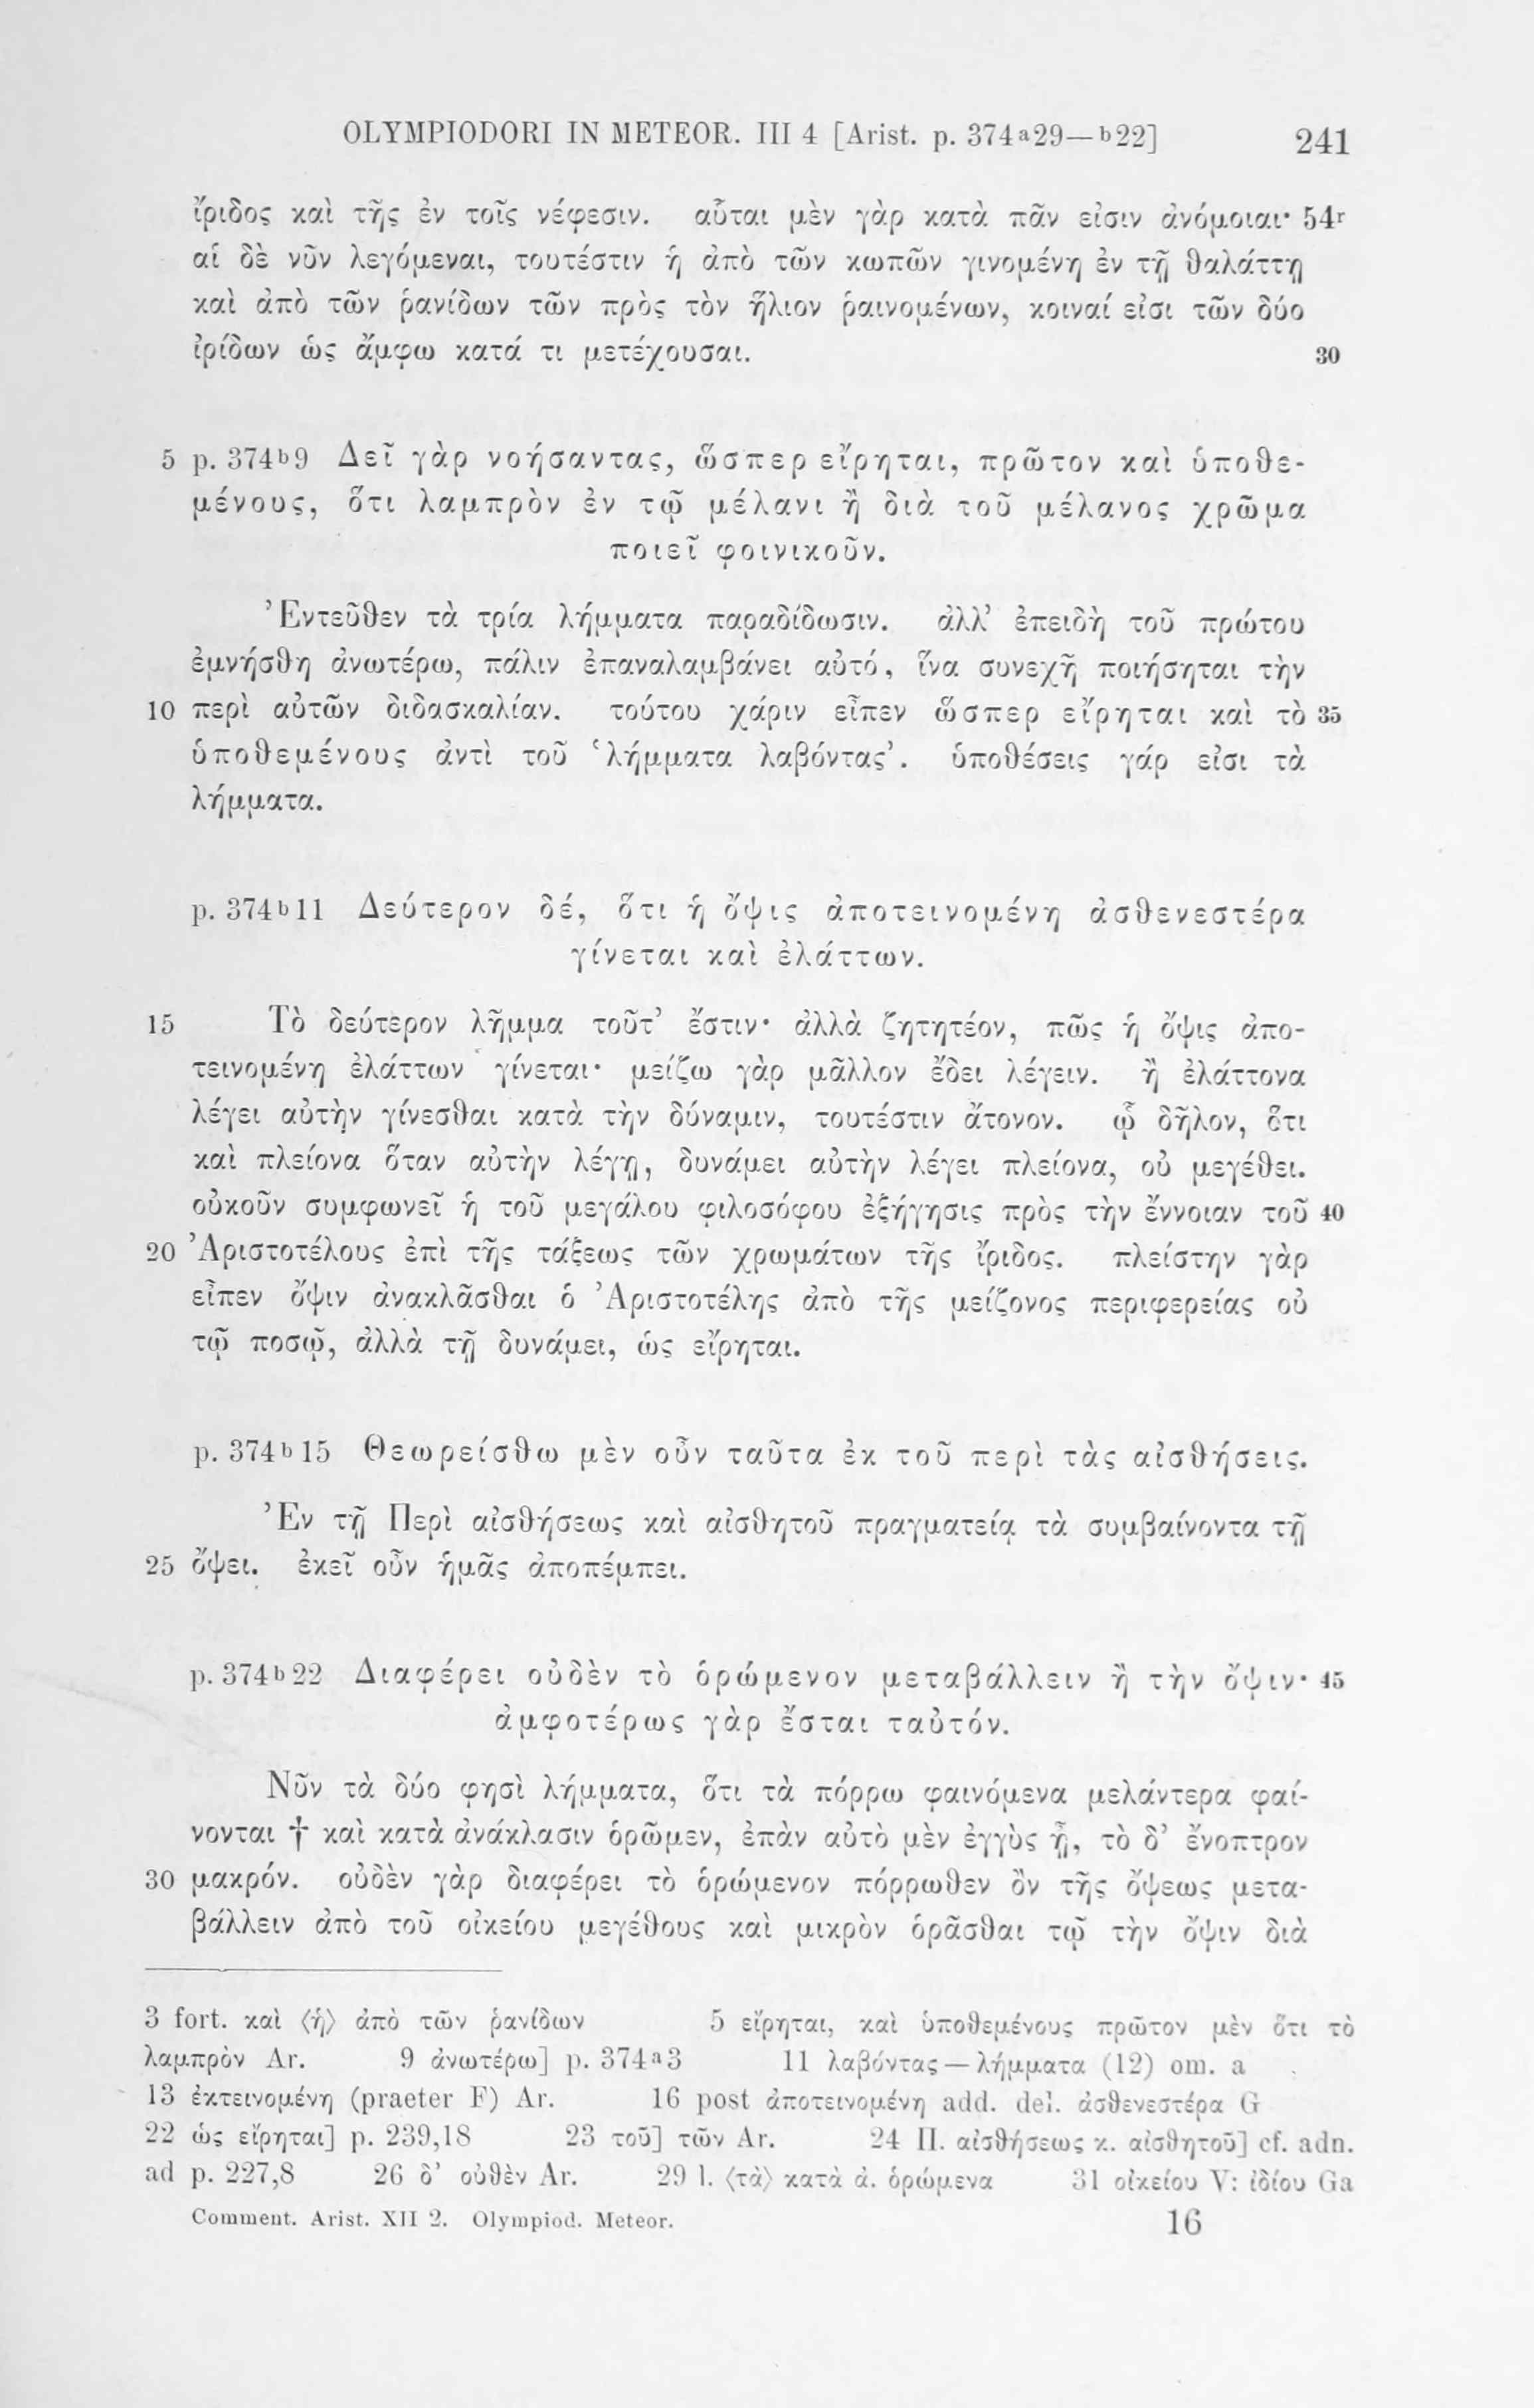 OLYMPIODORI IN METEOR. III 4 [Arist. p. 374ᵃ29—ᵇ22] 241
ἴριδος καὶ τῆς ἐν τοῖς νέφεσιν. αὗται μὲν γὰρ κατὰ πᾶν εἰσιν ἀνόμοιαι· 54ʳ
αἱ δὲ νῦν λεγόμεναι, τουτέστιν ἡ ἀπὸ τῶν κωπῶν γινομένη ἐν τῇ θαλάττῃ
καὶ ἀπὸ τῶν ῥανίδων τῶν πρὸς τὸν ἥλιον ῥαινομένων, κοιναί εἰσι τῶν δύο
ἰρίδων ὡς ἄμφω κατά τι μετέχουσαι. 30
5 p. 374ᵇ9 Δεῖ γὰρ νοήσαντας, ὥσπερ εἴρηται, πρῶτον καὶ ὑποθε-
μένους, ὅτι λαμπρὸν ἐν τῷ μέλανι ἢ διὰ τοῦ μέλανος χρῶμα
ποιεῖ φοινικοῦν.
Ἐντεῦθεν τὰ τρία λήμματα παραδίδωσιν. ἀλλ’ ἐπειδὴ τοῦ πρώτου
ἐμνήσθη ἀνωτέρω, πάλιν ἐπαναλαμβάνει αὐτό, ἵνα συνεχῆ ποιήσηται τὴν
10 περὶ αὐτῶν διδασκαλίαν. τούτου χάριν εἶπεν ὥσπερ εἴρηται καὶ τὸ 35
ὑποθεμένους ἀντὶ τοῦ ‘λήμματα λαβόντας’. ὑποθέσεις γάρ εἰσι τὰ
λήμματα.
p. 374ᵇ11 Δεύτερον δέ, ὅτι ἡ ὄψις ἀποτεινομένη ἀσθενεστέρα
γίνεται καὶ ἐλάττων.
15 Τὸ δεύτερον λῆμμα τοῦτ’ ἔστιν· ἀλλὰ ζητητέον, πῶς ἡ ὄψις ἀπο-
τεινομένη ἐλάττων γίνεται· μείζω γὰρ μᾶλλον ἔδει λέγειν. ἢ ἐλάττονα
λέγει αὐτὴν γίνεσθαι κατὰ τὴν δύναμιν, τουτέστιν ἄτονον. ᾧ δῆλον, ὅτι
καὶ πλείονα ὅταν αὐτὴν λέγῃ, δυνάμει αὐτὴν λέγει πλείονα, οὐ μεγέθει.
οὐκοῦν συμφωνεῖ ἡ τοῦ μεγάλου φιλοσόφου ἐξήγησις πρὸς τὴν ἔννοιαν τοῦ 40
20 Ἀριστοτέλους ἐπὶ τῆς τάξεως τῶν χρωμάτων τῆς ἴριδος. πλείστην γὰρ
εἶπεν ὄψιν ἀνακλᾶσθαι ὁ Ἀριστοτέλης ἀπὸ τῆς μείζονος περιφερείας οὐ
τῷ ποσῷ, ἀλλὰ τῇ δυνάμει, ὡς εἴρηται.
p. 374ᵇ15 Θεωρείσθω μὲν οὖν ταῦτα ἐκ τοῦ περὶ τὰς αἰσθήσεις.
Ἐν τῇ Περὶ αἰσθήσεως καὶ αἰσθητοῦ πραγματείᾳ τὰ συμβαίνοντα τῇ
25 ὄψει. ἐκεῖ οὖν ἡμᾶς ἀποπέμπει.
p. 374ᵇ22 Διαφέρει οὐδὲν τὸ ὁρώμενον μεταβάλλειν ἢ τὴν ὄψιν· 45
ἀμφοτέρως γὰρ ἔσται ταὐτόν.
Νῦν τὰ δύο φησὶ λήμματα, ὅτι τὰ πόρρω φαινόμενα μελάντερα φαί-
νονται † καὶ κατὰ ἀνάκλασιν ὁρῶμεν, ἐπὰν αὐτὸ μὲν ἐγγὺς ᾖ, τὸ δ’ ἔνοπτρον
30 μακρόν. οὐδὲν γὰρ διαφέρει τὸ ὁρώμενον πόρρωθεν ὂν τῆς ὄψεως μετα-
βάλλειν ἀπὸ τοῦ οἰκείου μεγέθους καὶ μικρὸν ὁρᾶσθαι τῷ τὴν ὄψιν διὰ
3 fort. καὶ ⟨ἡ⟩ ἀπὸ τῶν ῥανίδων 5 εἴρηται, καὶ ὑποθεμένους πρῶτον μὲν ὅτι τὸ
λαμπρὸν Ar. 9 ἀνωτέρω] p. 374ᵃ3 11 λαβόντας — λήμματα (12) om. a
13 ἐκτεινομένη (praeter F) Ar. 16 post ἀποτεινομένη add. del. ἀσθενεστέρα G
22 ὡς εἴρηται] p. 239,18 23 τοῦ] τῶν Ar. 24 Π. αἰσθήσεως κ. αἰσθητοῦ] cf. adn.
ad p. 227,8 26 δ’ οὐθὲν Ar. 29 l. ⟨τὰ⟩ κατὰ ἀ. ὁρώμενα 31 οἰκείου V: ἰδίου Ga
Comment. Arist. XII 2. Olympiod. Meteor. 16